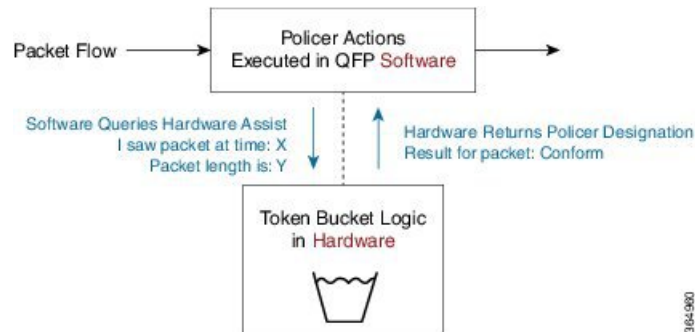 Policer Actions
Packet Flow
Executed in QFP Software
Software Queries Hardware Assist
I saw packet at time: X
Packet length is: Y
Hardware Returns Policer Designation
Result for packet: Conform
Token Bucket Logic
in Hardware
364960